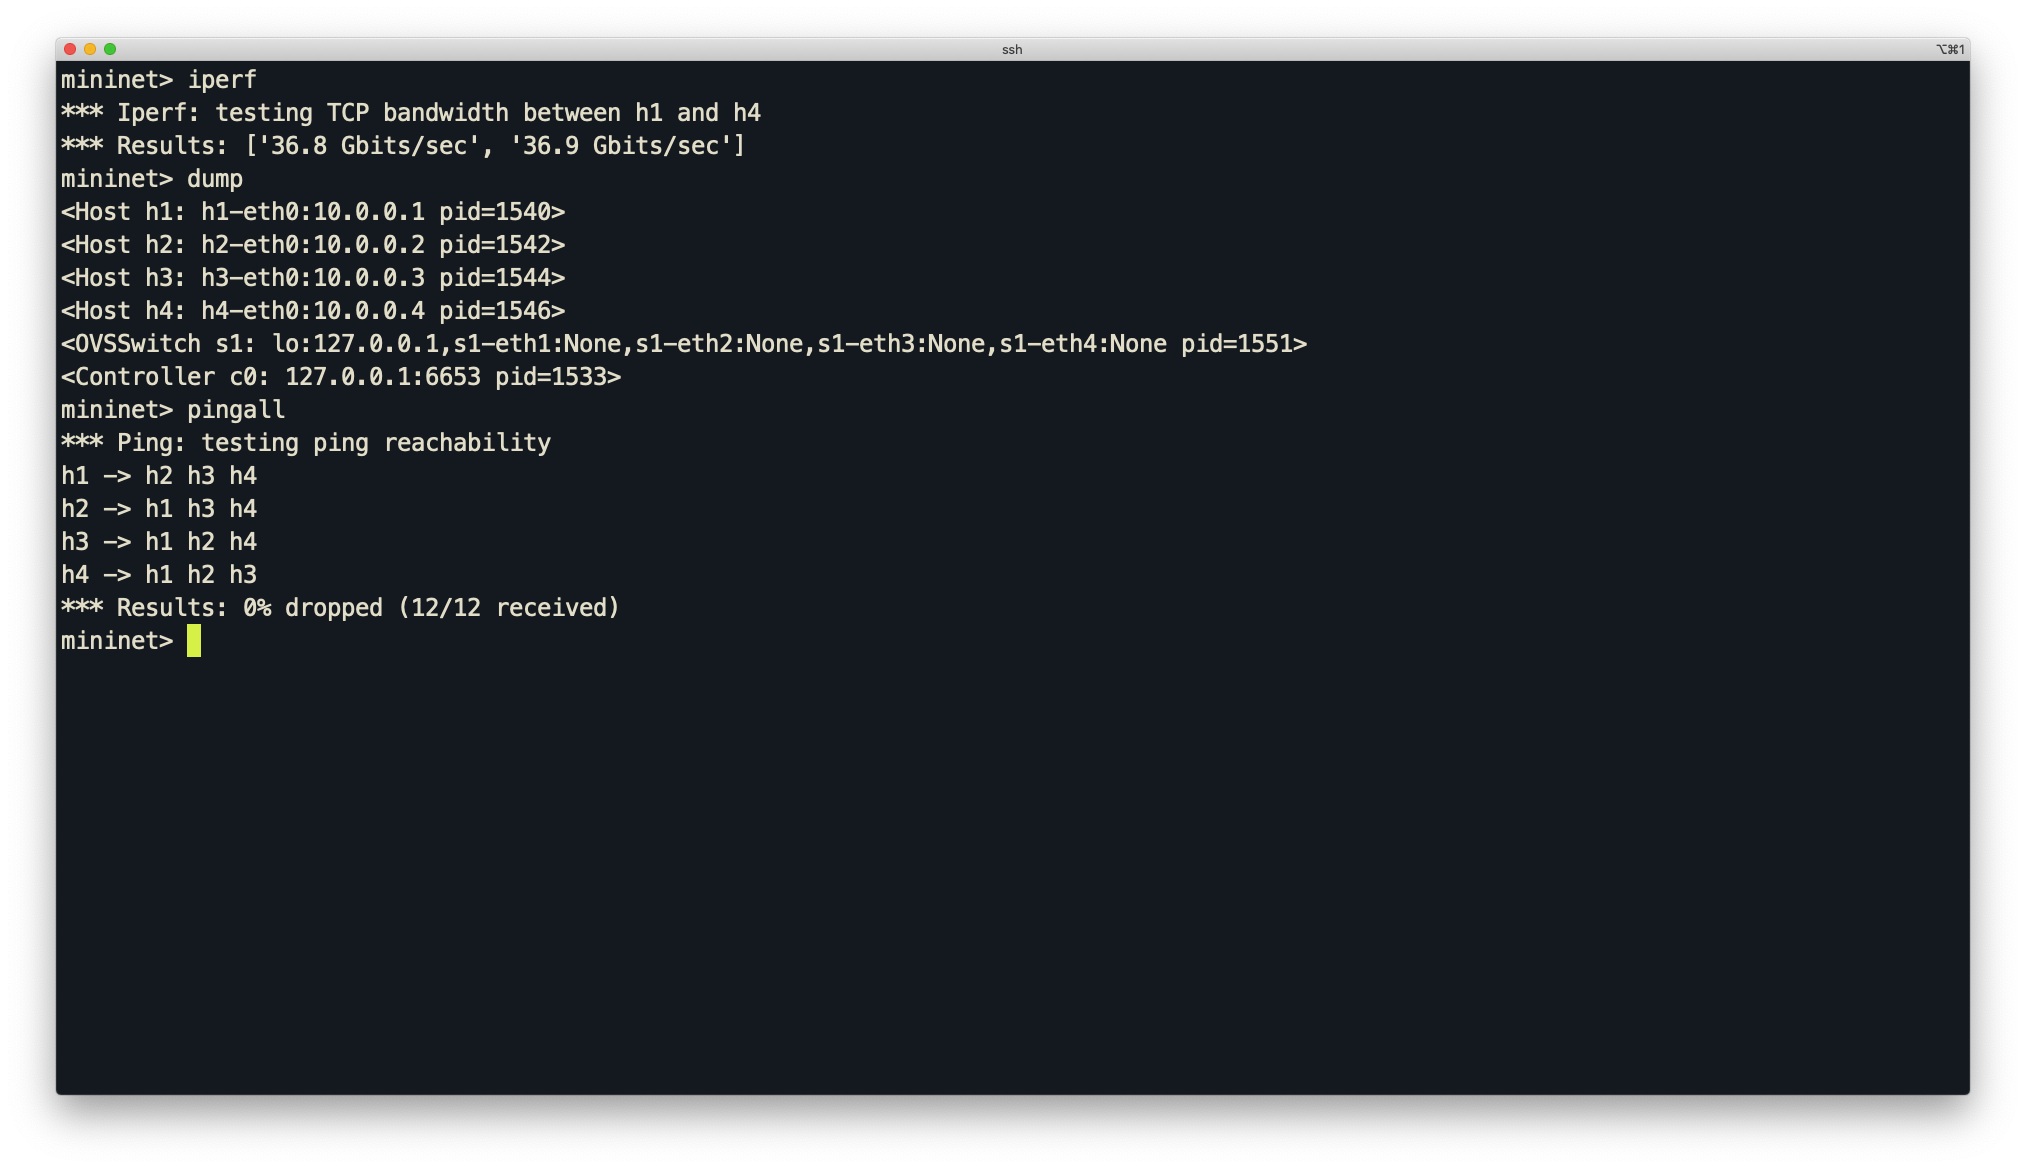 ssh
⌥⌘1
mininet> iperf
*** Iperf: testing TCP bandwidth between h1 and h4
*** Results: ['36.8 Gbits/sec', '36.9 Gbits/sec']
mininet> dump
<Host h1: h1-eth0:10.0.0.1 pid=1540>
<Host h2: h2-eth0:10.0.0.2 pid=1542>
<Host h3: h3-eth0:10.0.0.3 pid=1544>
<Host h4: h4-eth0:10.0.0.4 pid=1546>
<OVSSwitch s1: lo:127.0.0.1,s1-eth1:None,s1-eth2:None,s1-eth3:None,s1-eth4:None pid=1551>
<Controller c0: 127.0.0.1:6653 pid=1533>
mininet> pingall
*** Ping: testing ping reachability
h1 -> h2 h3 h4
h2 -> h1 h3 h4
h3 -> h1 h2 h4
h4 -> h1 h2 h3
*** Results: 0% dropped (12/12 received)
mininet>